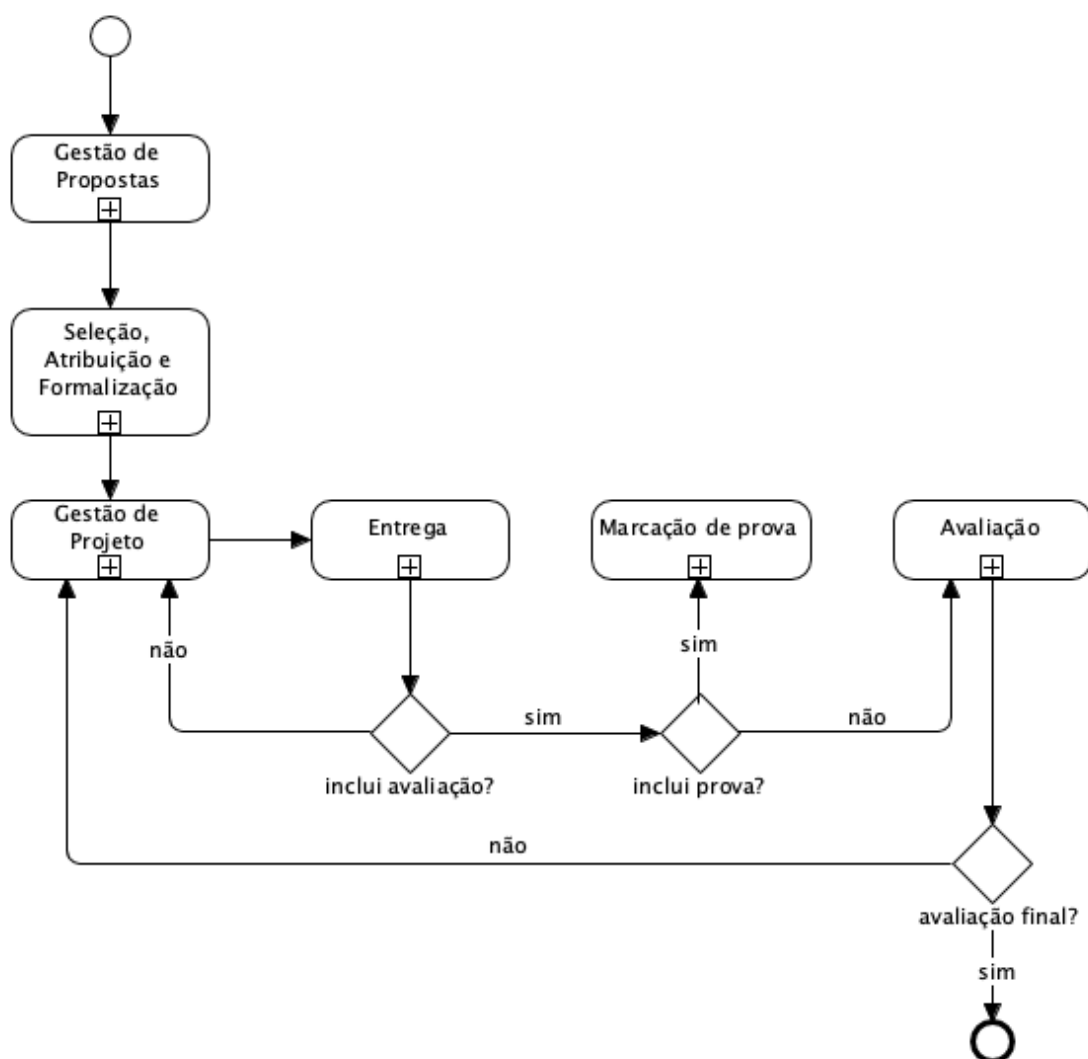 Gestão de
Propostas
Seleção,
Atribuição e
Formalização
Gestão de
Projeto
Entrega
Marcação de prova
Avaliação
não
sim
sim
não
inclui avaliação?
inclui prova?
não
avaliação final?
sim